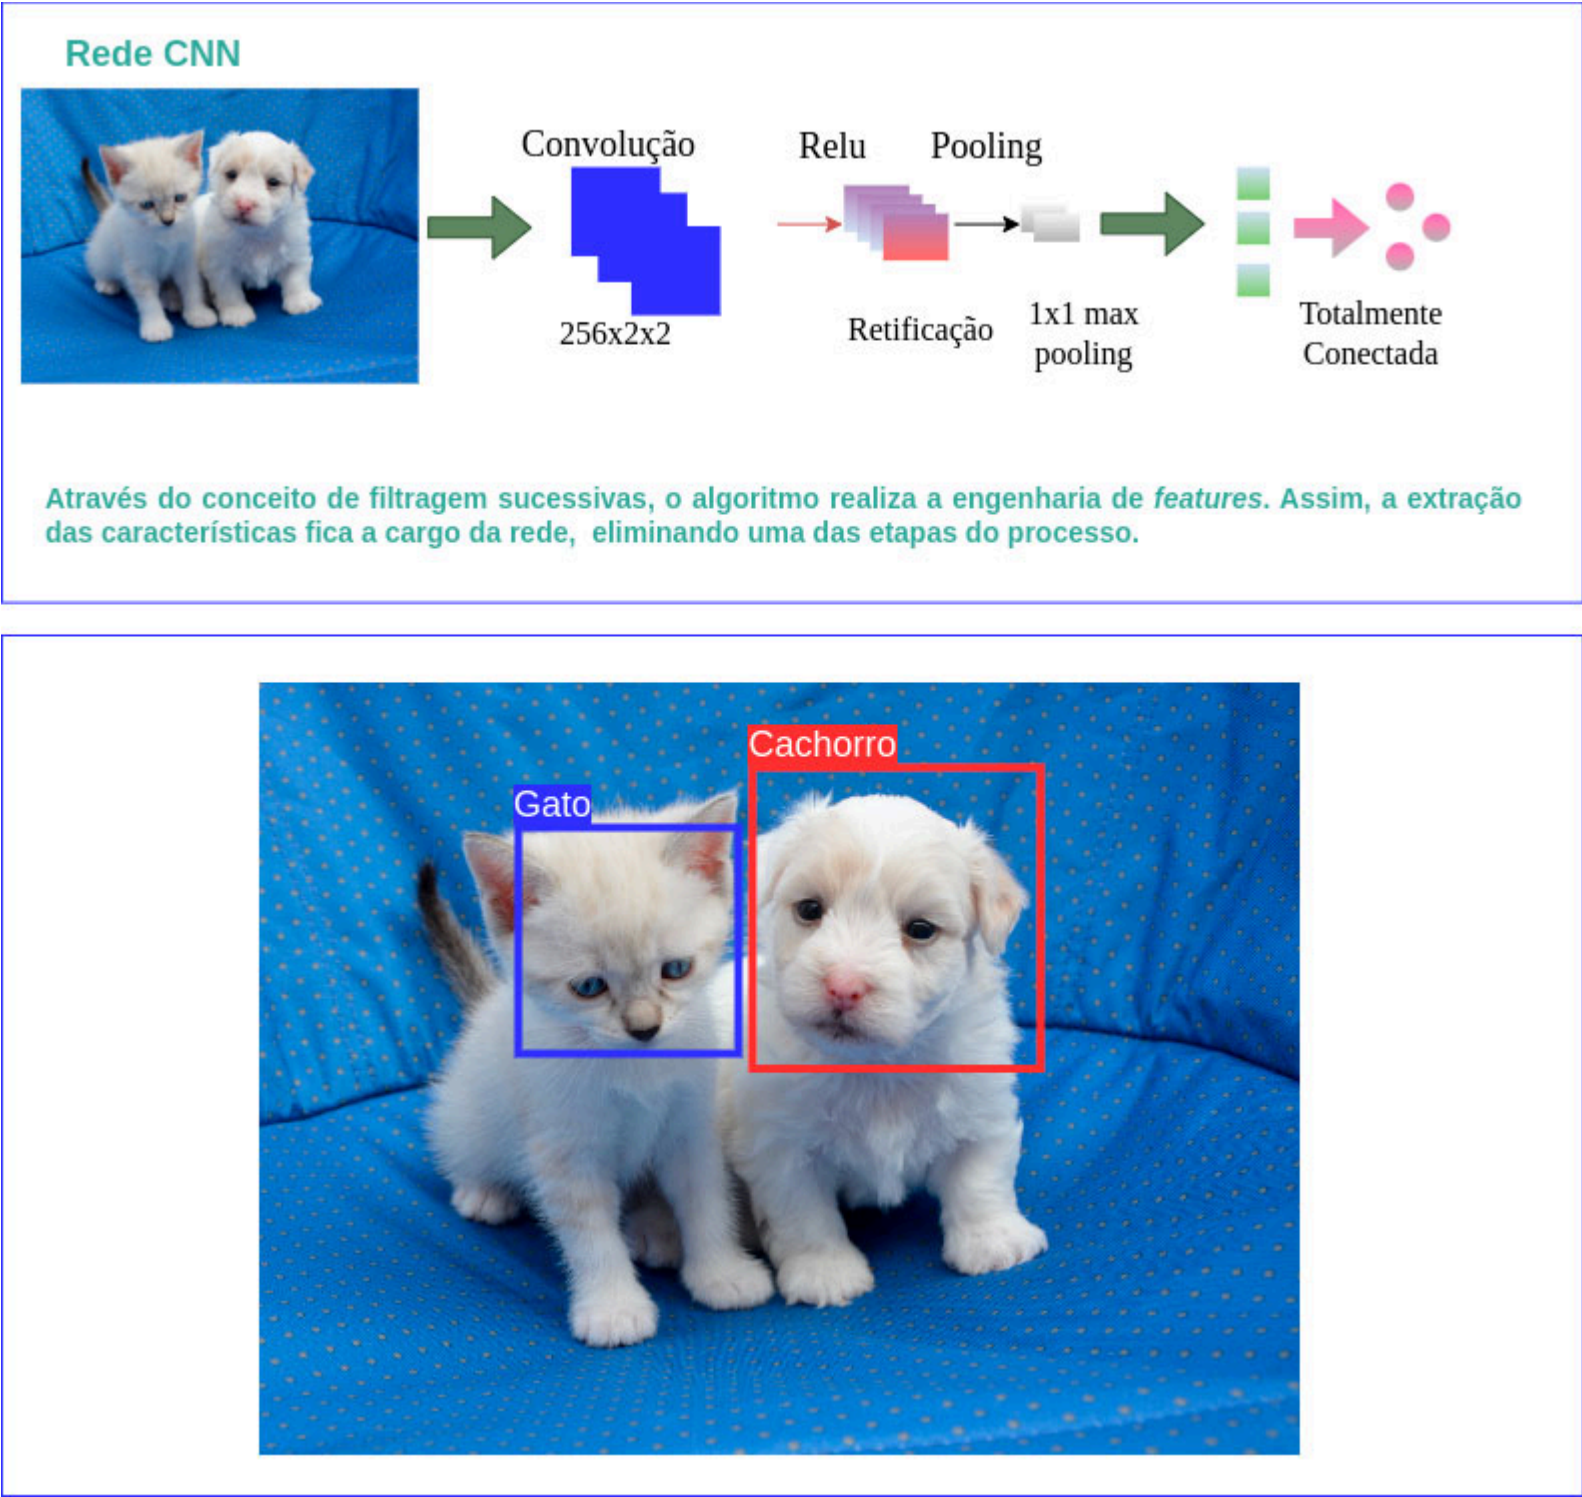 Rede CNN
Convolução
Relu
Pooling
256x2x2
Retificação
1x1 max
pooling
Totalmente
Conectada
Através do conceito de filtragem sucessivas, o algoritmo realiza a engenharia de features. Assim, a extração
das características fica a cargo da rede, eliminando uma das etapas do processo.
Cachorro
Gato